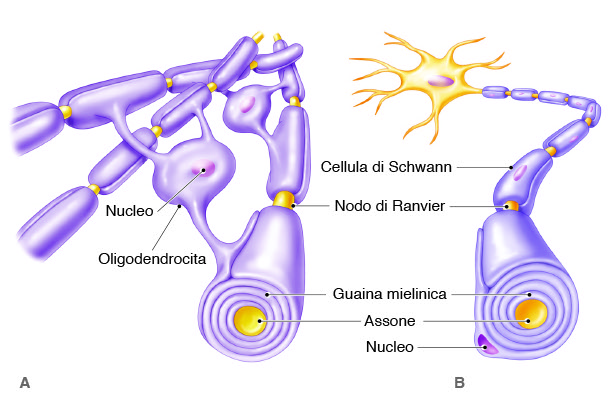 Cellula di Schwann
Nucleo
Nodo di Ranvier
Oligodendrocita
Guaina mielinica
Assone
Nucleo
A
B